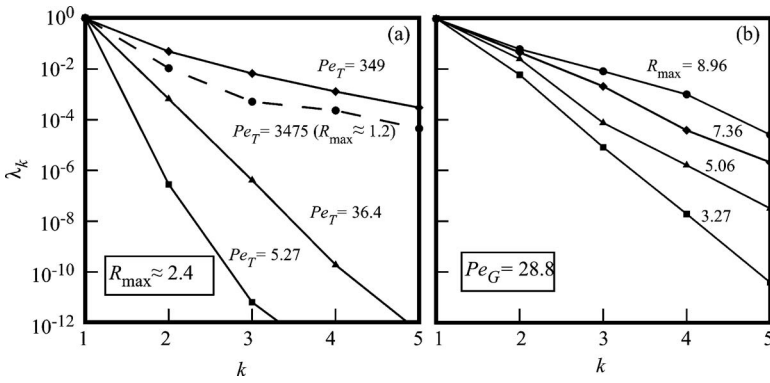 10^0
10^-2
10^-4
10^-6
10^-8
10^-10
10^-12
λ_k
(a)
Pe_T = 349
Pe_T = 3475 (R_max ≈ 1.2)
Pe_T = 36.4
Pe_T = 5.27
R_max ≈ 2.4
1 2 3 4 5
k
(b)
R_max = 8.96
7.36
5.06
3.27
Pe_G = 28.8
1 2 3 4 5
k